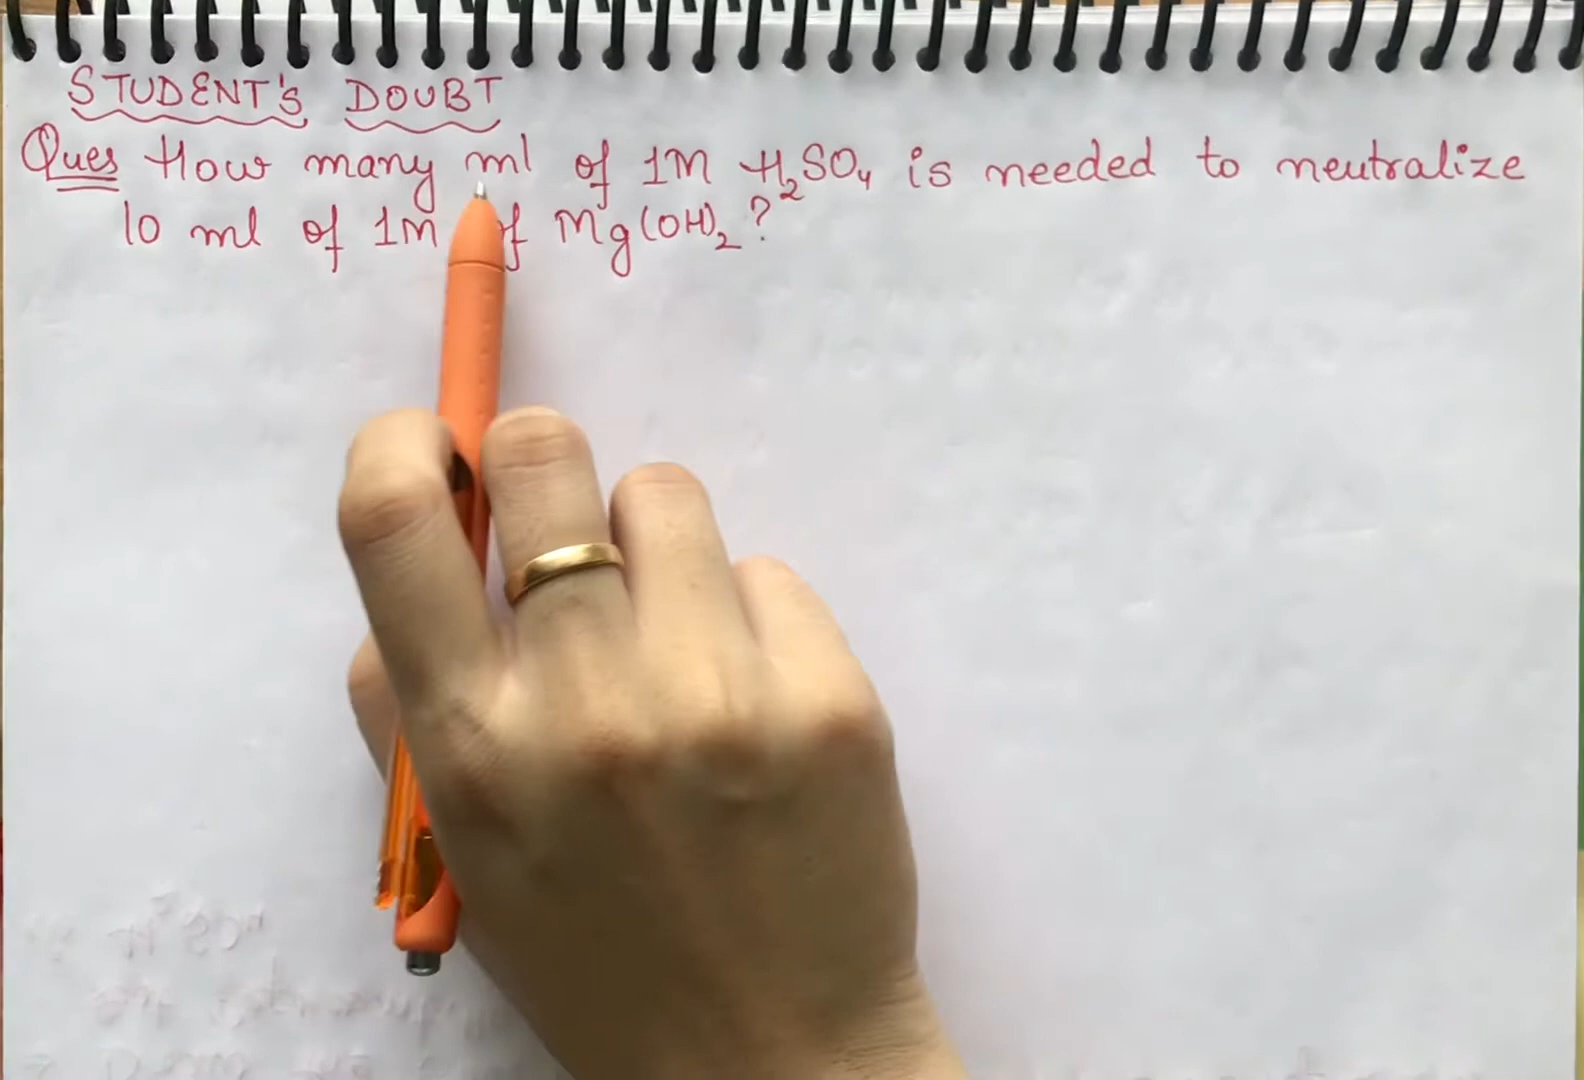 STUDENT'S DOUBT
Ques How many ml of 1M H₂SO₄ is needed to neutralize
10 ml of 1M of Mg(OH)₂?